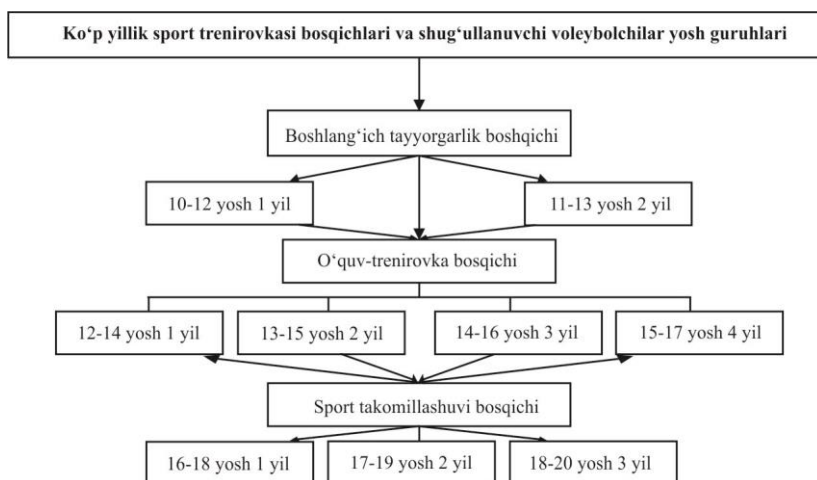 Ko‘p yillik sport trenirovkasi bosqichlari va shug‘ullanuvchi voleybolchilar yosh guruhlari
Boshlang‘ich tayyorgarlik boshqichi
10-12 yosh 1 yil
11-13 yosh 2 yil
O‘quv-trenirovka bosqichi
12-14 yosh 1 yil
13-15 yosh 2 yil
14-16 yosh 3 yil
15-17 yosh 4 yil
Sport takomillashuvi bosqichi
16-18 yosh 1 yil
17-19 yosh 2 yil
18-20 yosh 3 yil